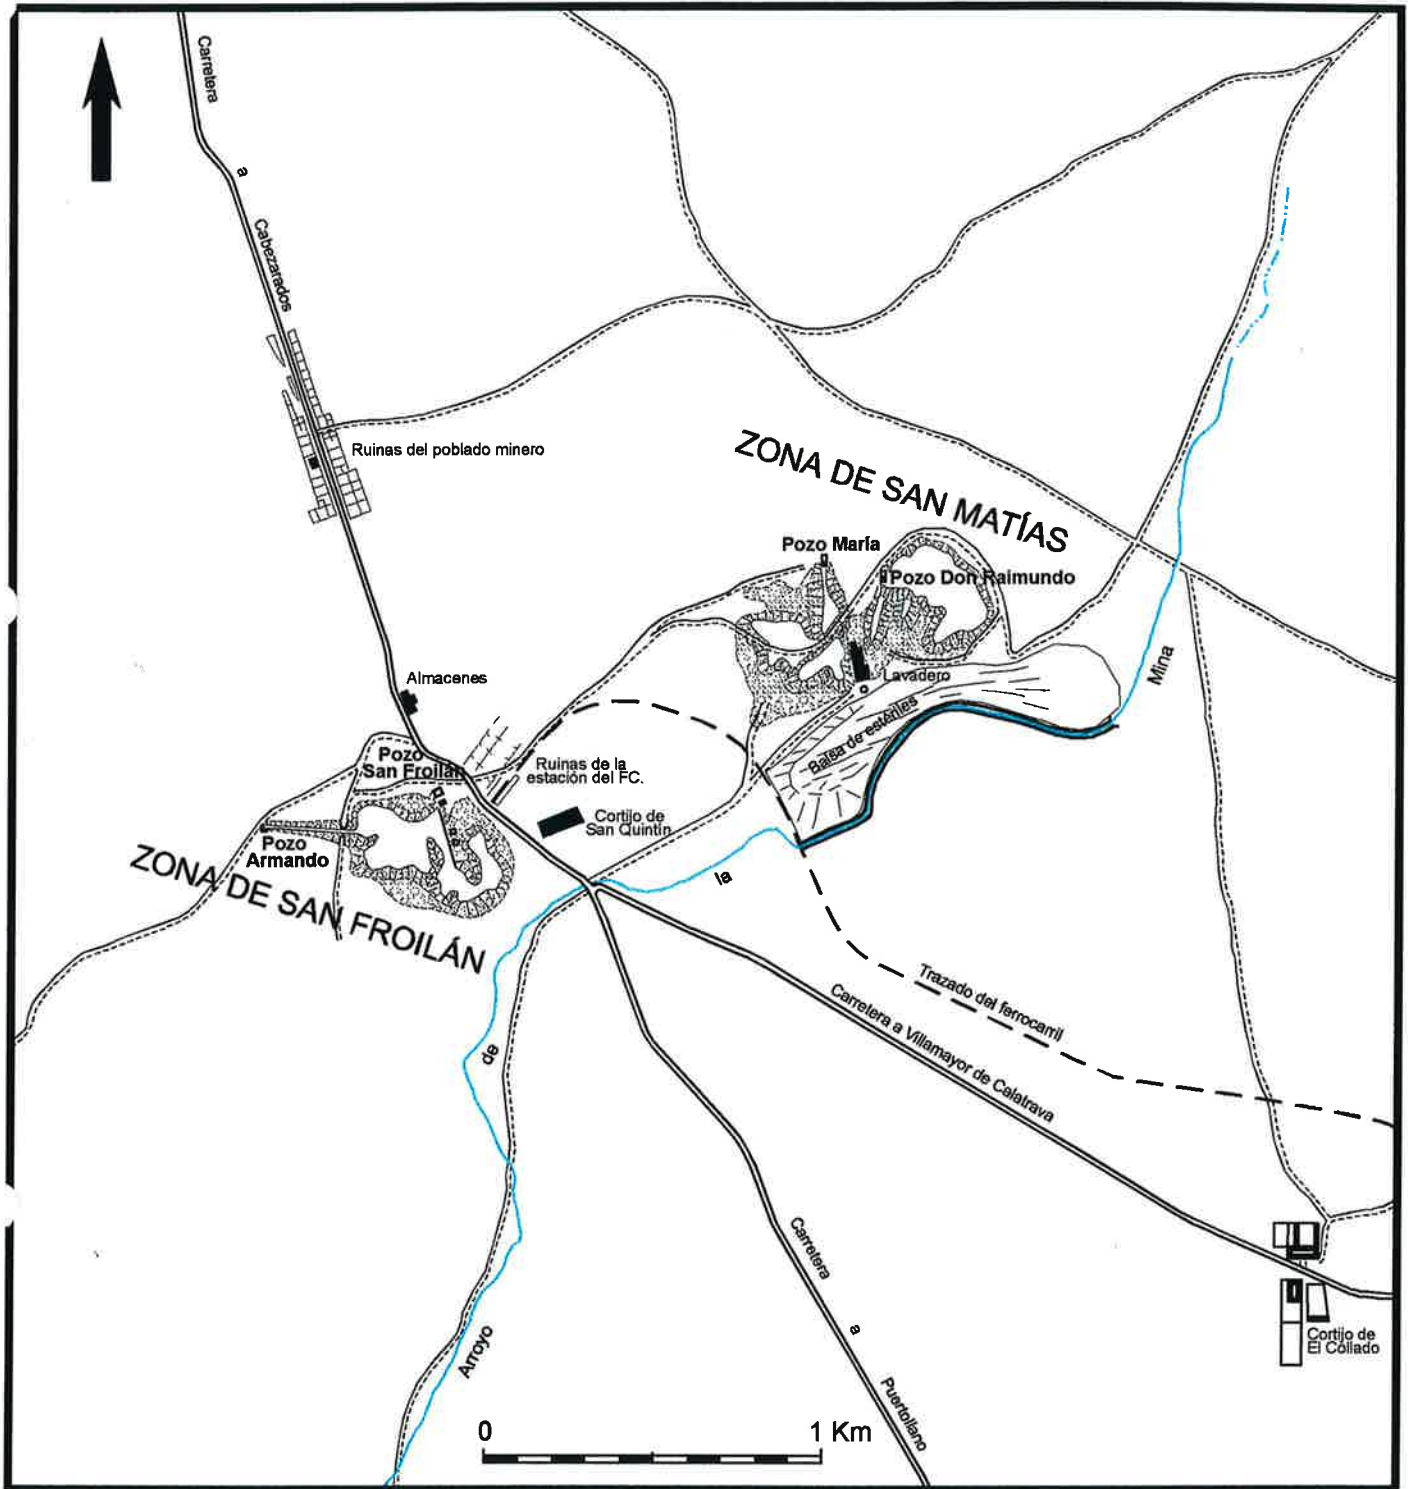 Carretera a Cabezarados
Ruinas del poblado minero
ZONA DE SAN MATÍAS
Pozo María
Pozo Don Raimundo
Mina
Lavadero
Balsa de estériles
Almacenes
Pozo
San Froilán
Ruinas de la
estación del FC.
Cortijo de
San Quintín
Pozo
Armando
ZONA DE SAN FROILÁN
la
de
Arroyo
Trazado del ferrocarril
Carretera a Villamayor de Calatrava
Carretera a Puertollano
Cortijo de
El Collado
0 1 Km